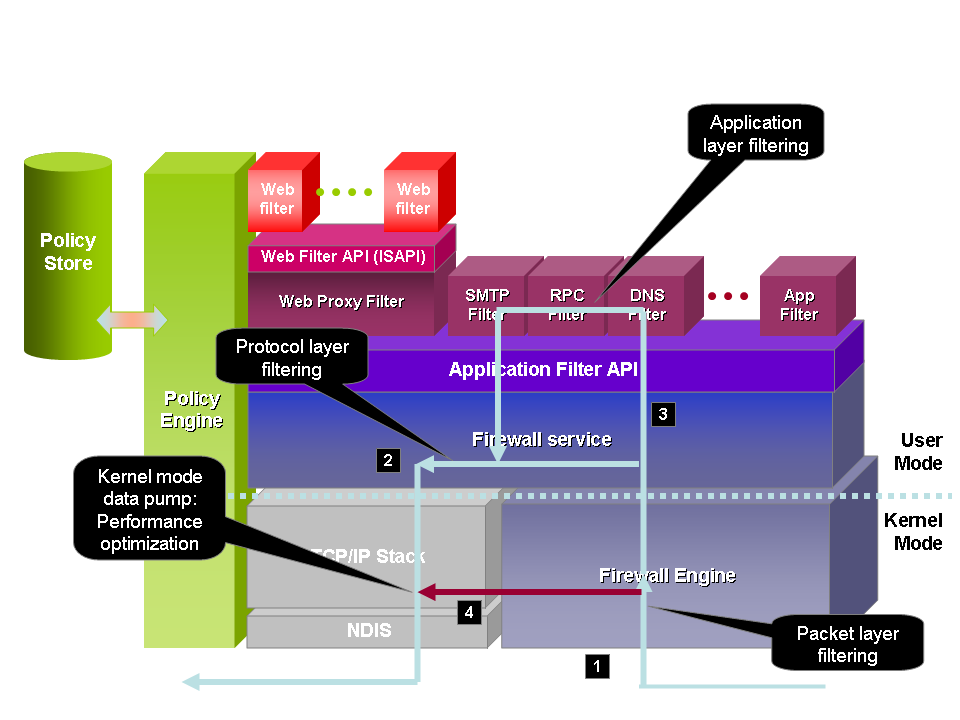 Application
layer filtering
Policy
Store
Web
filter
Web
filter
Web Filter API (ISAPI)
Web Proxy Filter
SMTP
Filter
RPC
Filter
DNS
Filter
App
Filter
Protocol layer
filtering
Application Filter API
Policy
Engine
3
Firewall service
2
User
Mode
Kernel mode
data pump:
Performance
optimization
Kernel
Mode
TCP/IP Stack
Firewall Engine
4
NDIS
Packet layer
filtering
1